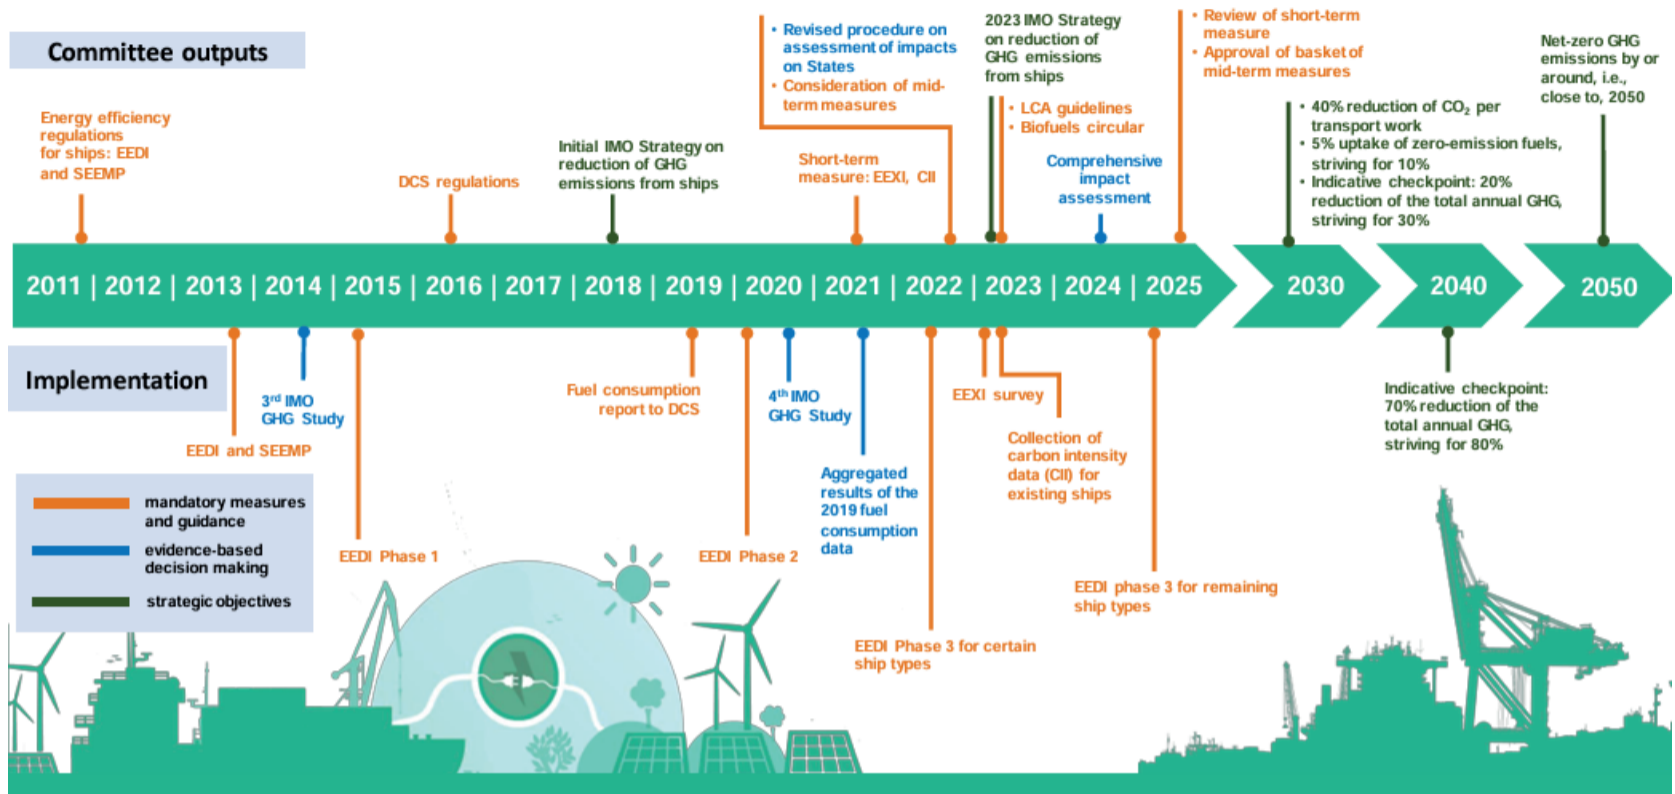 Committee outputs
Energy efficiency
regulations
for ships: EEDI
and SEEMP
DCS regulations
Initial IMO Strategy on
reduction of GHG
emissions from ships
• Revised procedure on
assessment of impacts
on States
• Consideration of mid-
term measures
Short-term
measure: EEXI, CII
2023 IMO Strategy
on reduction of
GHG emissions
from ships
• LCA guidelines
• Biofuels circular
Comprehensive
impact
assessment
• Review of short-term
measure
• Approval of basket of
mid-term measures
• 40% reduction of CO₂ per
transport work
• 5% uptake of zero-emission fuels,
striving for 10%
• Indicative checkpoint: 20%
reduction of the total annual GHG,
striving for 30%
Net-zero GHG
emissions by or
around, i.e.,
close to, 2050
2011 | 2012 | 2013 | 2014 | 2015 | 2016 | 2017 | 2018 | 2019 | 2020 | 2021 | 2022 | 2023 | 2024 | 2025
2030
2040
2050
Implementation
EEDI and SEEMP
3rd IMO
GHG Study
EEDI Phase 1
Fuel consumption
report to DCS
EEDI Phase 2
4th IMO
GHG Study
Aggregated
results of the
2019 fuel
consumption
data
EEDI Phase 3 for certain
ship types
EEXI survey
Collection of
carbon intensity
data (CII) for
existing ships
EEDI phase 3 for remaining
ship types
Indicative checkpoint:
70% reduction of the
total annual GHG,
striving for 80%
mandatory measures
and guidance
evidence-based
decision making
strategic objectives